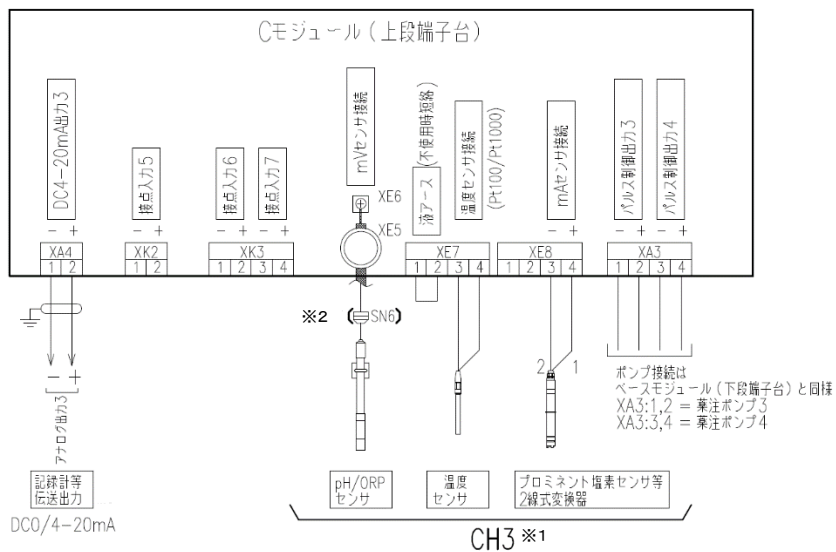 Cモジュール(上段端子台)
DC4-20mA出力3
接点入力5
接点入力6
接点入力7
mVセンサ接続
液アース
(不使用時短絡)
温度センサ接続
(Pt100/Pt1000)
mAセンサ接続
パルス制御出力3
パルス制御出力4
XE6
XE5
- +
- +
- + - +
- +
- + - +
XA4
XK2
XK3
XE7
XE8
XA3
1 2
1 2
1 2 3 4
1 2 3 4
1 2 3 4
1 2 3 4
※2
(SN6)
2 1
- +
アナログ出力3
ポンプ接続は
ベースモジュール(下段端子台)と同様
XA3:1,2 = 薬注ポンプ3
XA3:3,4 = 薬注ポンプ4
記録計等
伝送出力
DC0/4-20mA
pH/ORP
センサ
温度
センサ
プロミネント塩素センサ等
2線式変換器
CH3 ※1